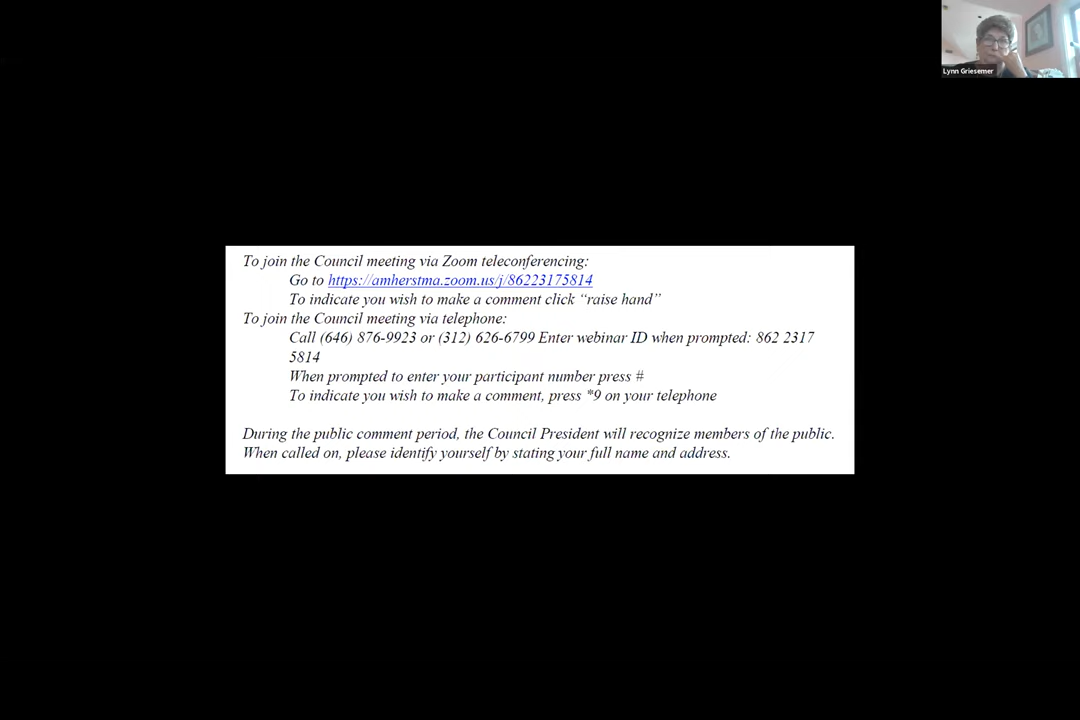 Lynn Griesemer
To join the Council meeting via Zoom teleconferencing:
Go to https://amherstma.zoom.us/j/86223175814
To indicate you wish to make a comment click “raise hand”
To join the Council meeting via telephone:
Call (646) 876-9923 or (312) 626-6799 Enter webinar ID when prompted: 862 2317
5814
When prompted to enter your participant number press #
To indicate you wish to make a comment, press *9 on your telephone
During the public comment period, the Council President will recognize members of the public.
When called on, please identify yourself by stating your full name and address.